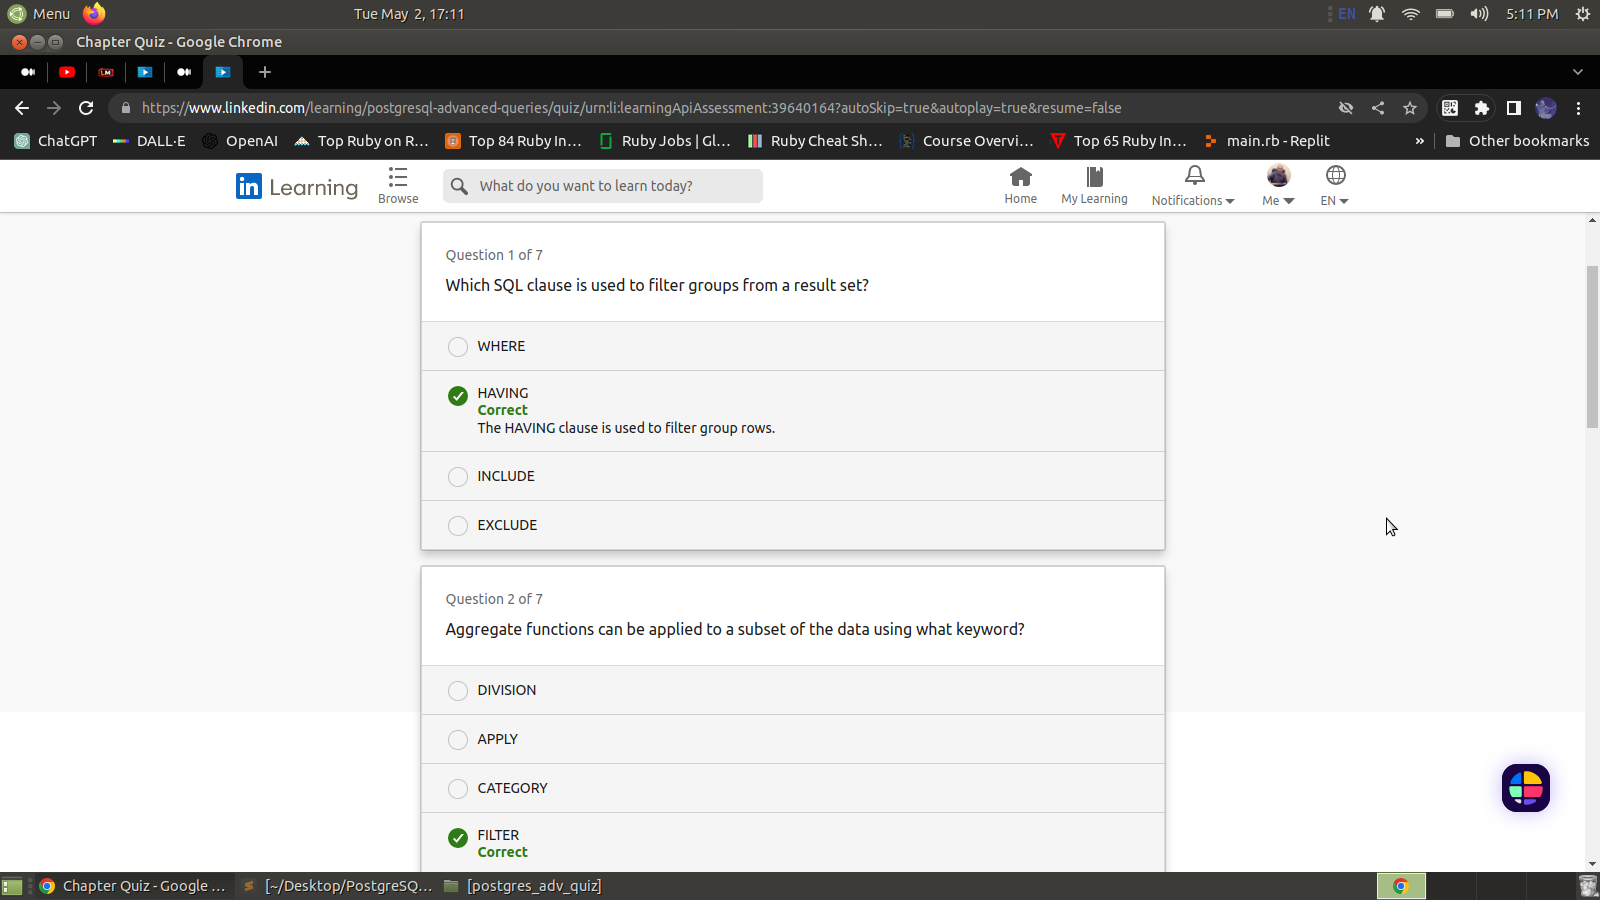 Menu
Tue May 2, 17:11
EN
5:11 PM
Chapter Quiz - Google Chrome
https://www.linkedin.com/learning/postgresql-advanced-queries/quiz/urn:li:learningApiAssessment:39640164?autoSkip=true&autoplay=true&resume=false
ChatGPT
DALL·E
OpenAI
Top Ruby on R...
Top 84 Ruby In...
Ruby Jobs | Gl...
Ruby Cheat Sh...
Course Overvi...
Top 65 Ruby In...
main.rb - Replit
»
Other bookmarks
in Learning
Browse
What do you want to learn today?
Home
My Learning
Notifications
Me
EN
Question 1 of 7
Which SQL clause is used to filter groups from a result set?
WHERE
HAVING
Correct
The HAVING clause is used to filter group rows.
INCLUDE
EXCLUDE
Question 2 of 7
Aggregate functions can be applied to a subset of the data using what keyword?
DIVISION
APPLY
CATEGORY
FILTER
Correct
Chapter Quiz - Google ...
[~/Desktop/PostgreSQ...
[postgres_adv_quiz]